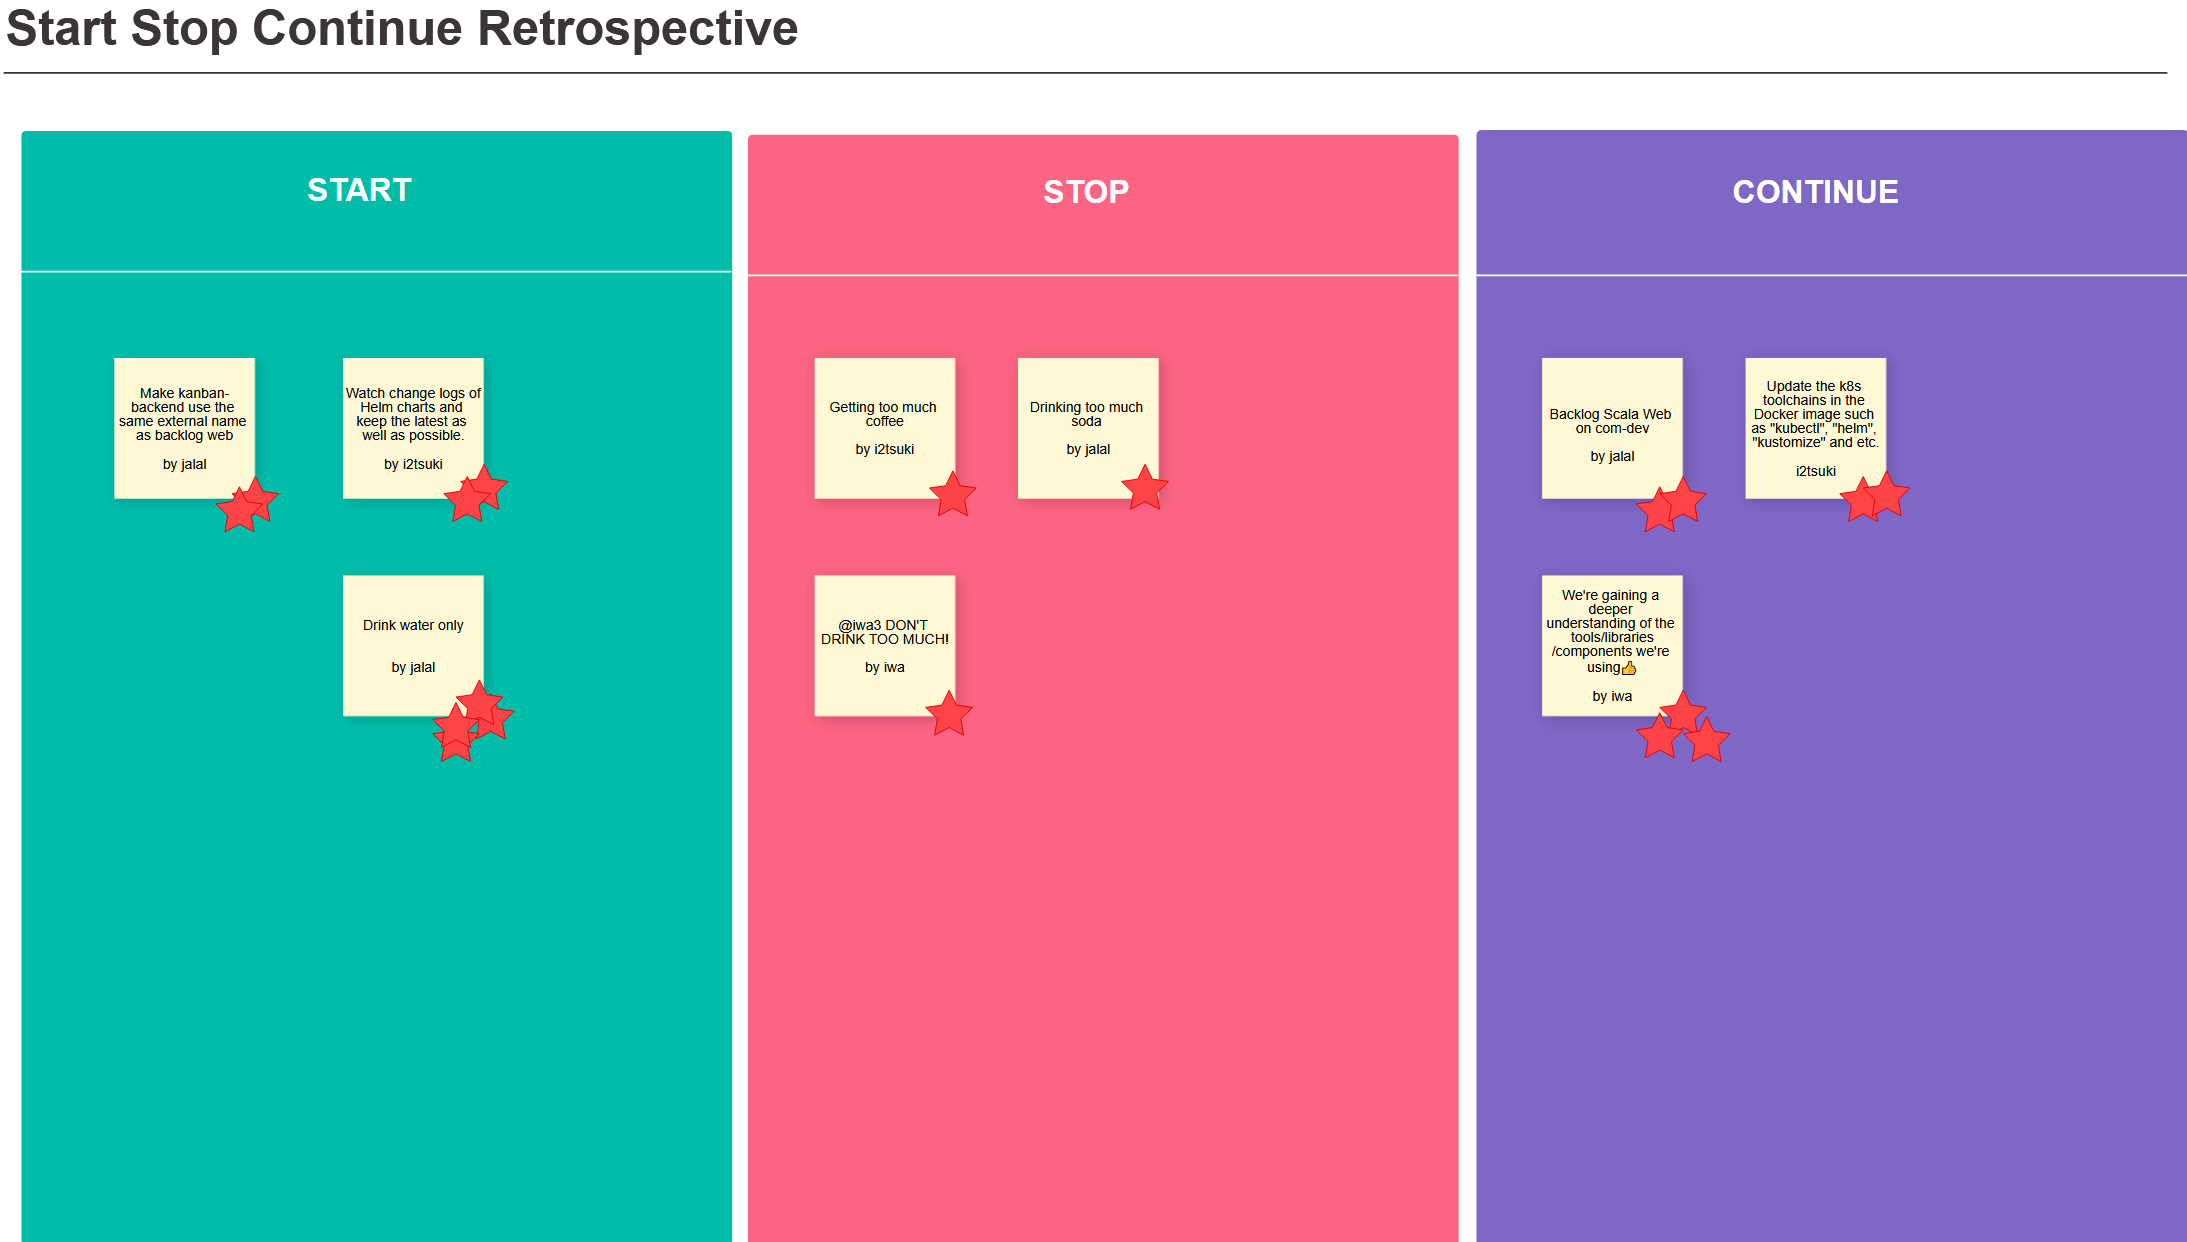 Start Stop Continue Retrospective
START
Make kanban-
backend use the
same external name
as backlog web
by jalal
Watch change logs of
Helm charts and
keep the latest as
well as possible.
by i2tsuki
Drink water only
by jalal
STOP
Getting too much
coffee
by i2tsuki
Drinking too much
soda
by jalal
@iwa3 DON'T
DRINK TOO MUCH!
by iwa
CONTINUE
Backlog Scala Web
on com-dev
by jalal
Update the k8s
toolchains in the
Docker image such
as "kubectl", "helm",
"kustomize" and etc.
i2tsuki
We're gaining a
deeper
understanding of the
tools/libraries
/components we're
using👍
by iwa